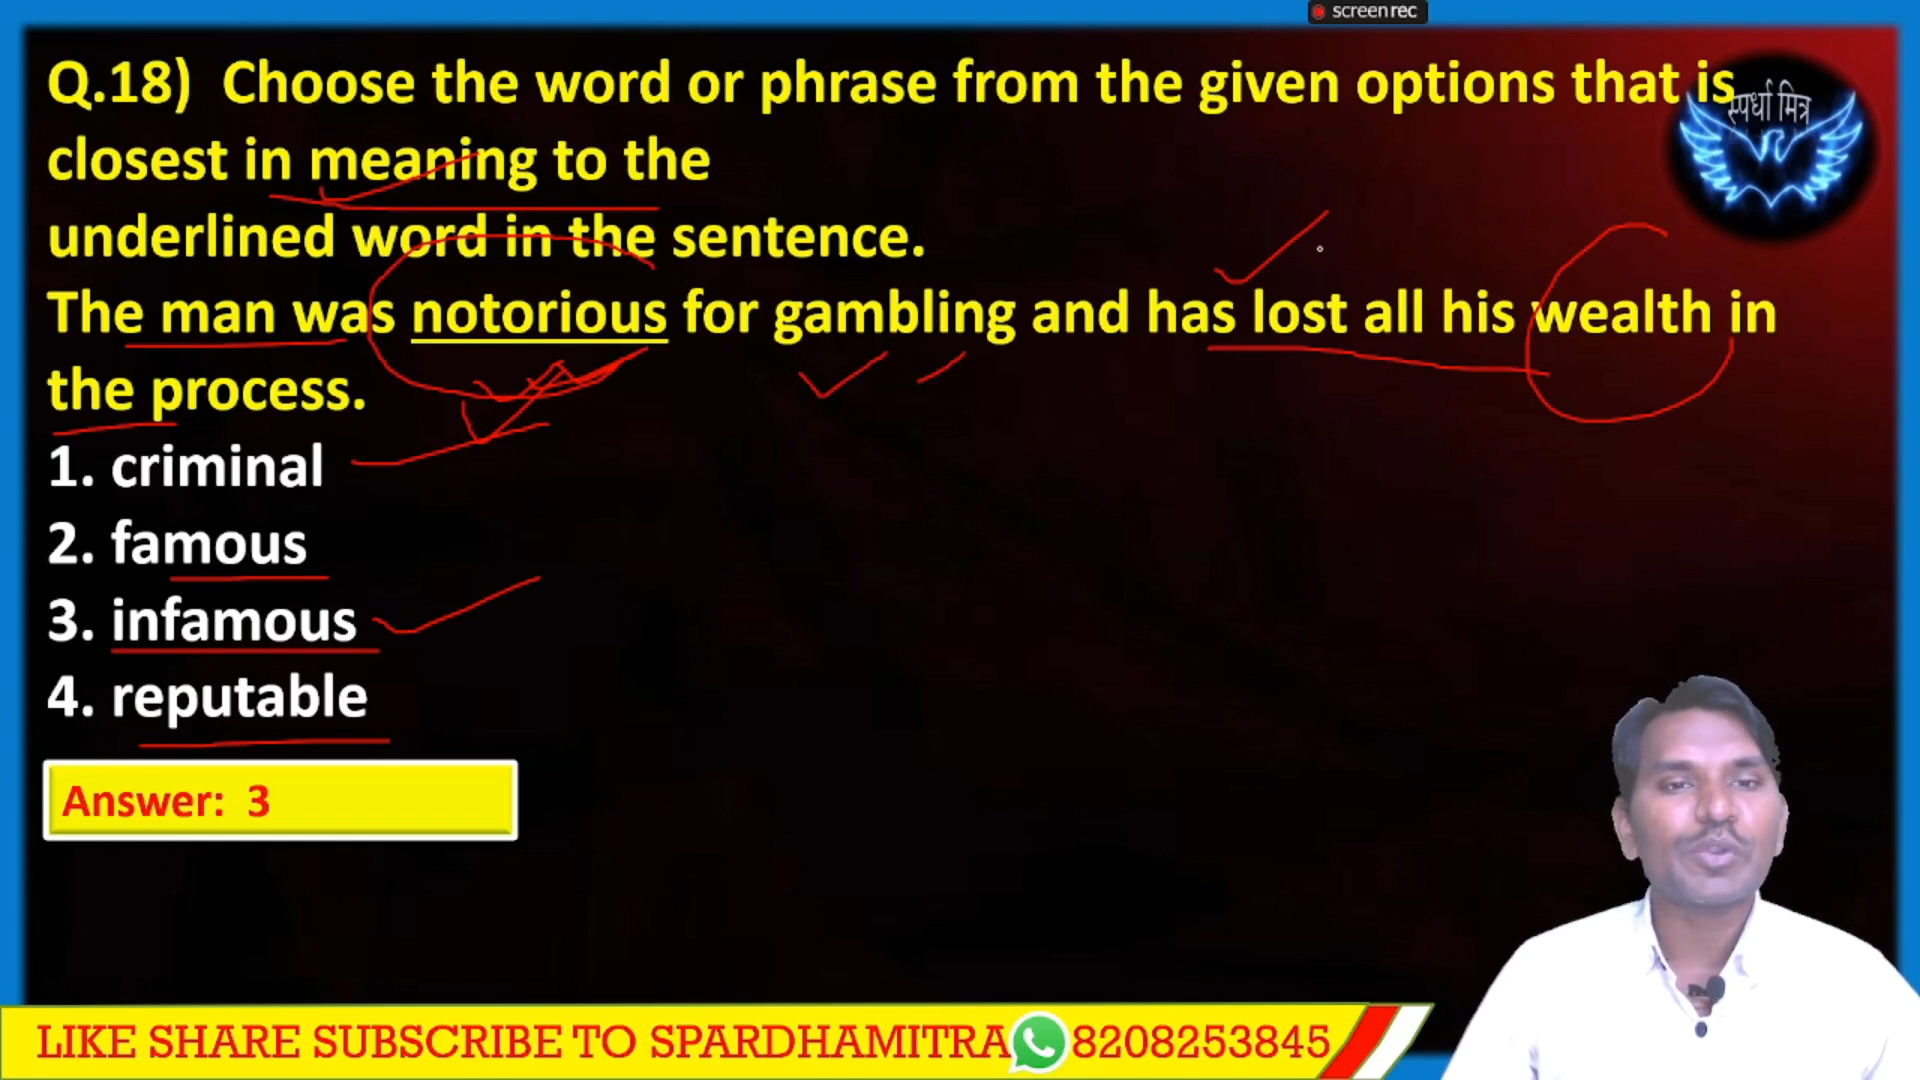 screenrec
Q.18) Choose the word or phrase from the given options that is
स्पर्धा मित्र
closest in meaning to the
underlined word in the sentence.
The man was notorious for gambling and has lost all his wealth in
the process.
1. criminal
2. famous
3. infamous
4. reputable
Answer: 3
LIKE SHARE SUBSCRIBE TO SPARDHAMITRA 8208253845